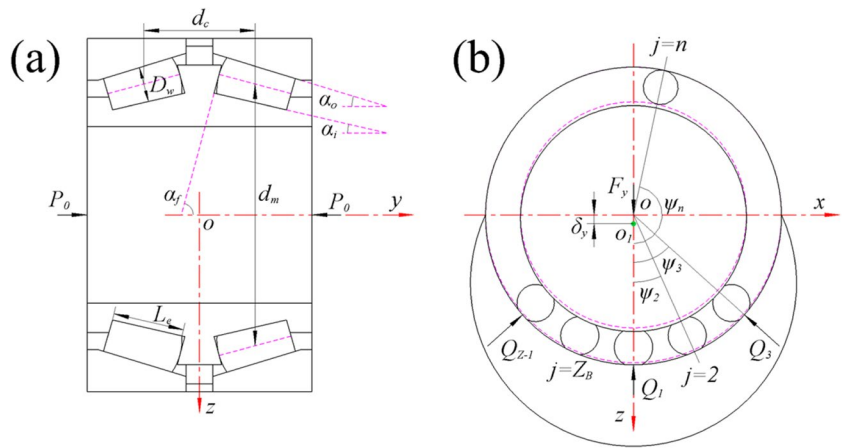 (a)
d_c
D_w
α_o
α_i
α_f
d_m
P_0
o
y
P_0
L_e
z
(b)
j=n
F_y
o
ψ_n
x
δ_y
o_1
ψ_3
ψ_2
Q_{Z-1}
j=Z_B
Q_1
j=2
Q_3
z